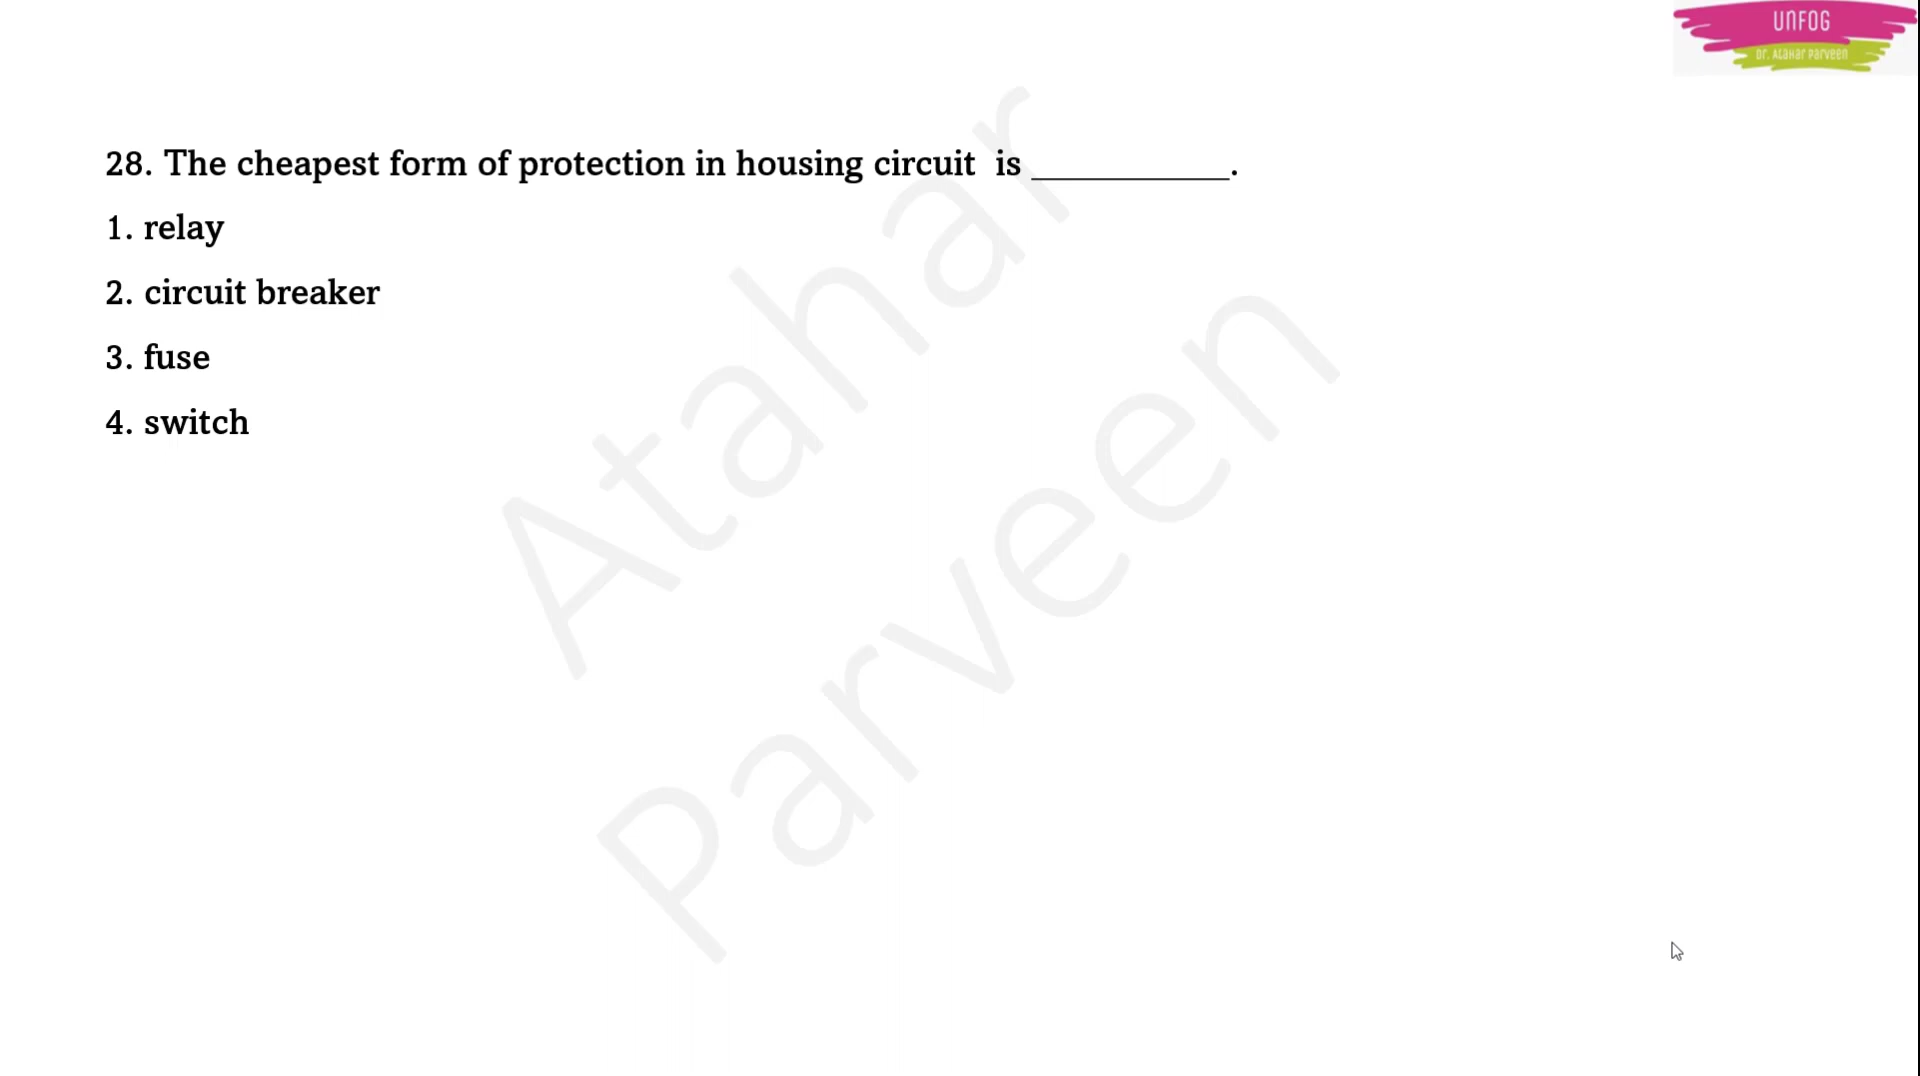 UNFOG
Dr. Atahar Parveen
28. The cheapest form of protection in housing circuit is ___________.
1. relay
2. circuit breaker
3. fuse
4. switch
Atahar
Parveen